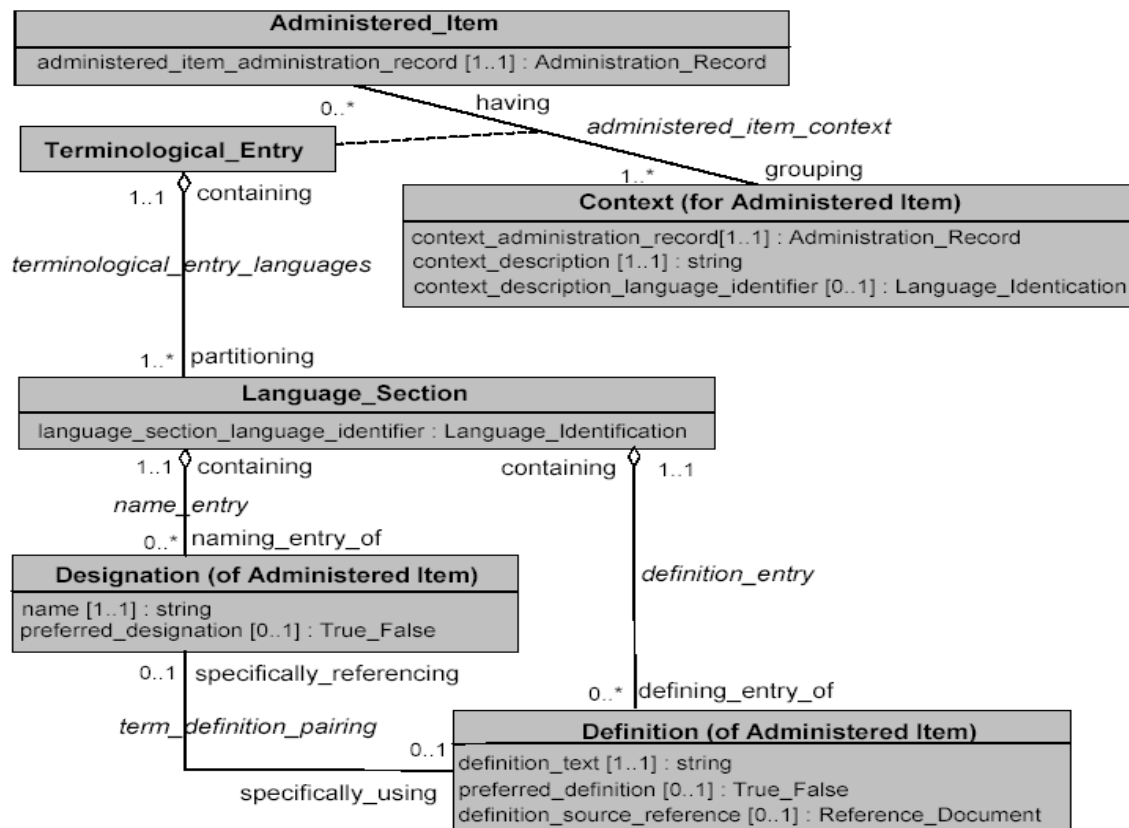 Administered_Item
administered_item_administration_record [1..1] : Administration_Record
0..*
having
administered_item_context
Terminological_Entry
grouping
1..*
1..1
containing
Context (for Administered Item)
context_administration_record[1..1] : Administration_Record
context_description [1..1] : string
context_description_language_identifier [0..1] : Language_Identication
terminological_entry_languages
1..*
partitioning
Language_Section
language_section_language_identifier : Language_Identification
1..1
containing
containing
1..1
name_entry
0..*
naming_entry_of
Designation (of Administered Item)
name [1..1] : string
preferred_designation [0..1] : True_False
definition_entry
0..1
specifically_referencing
0..*
defining_entry_of
term_definition_pairing
0..1
specifically_using
Definition (of Administered Item)
definition_text [1..1] : string
preferred_definition [0..1] : True_False
definition_source_reference [0..1] : Reference_Document